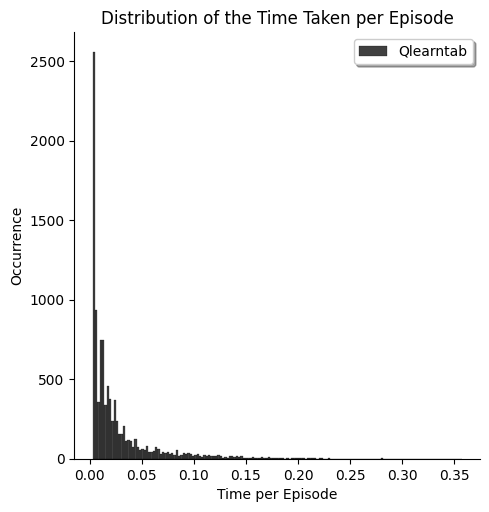 Distribution of the Time Taken per Episode
Qlearntab
Occurrence
2500
2000
1500
1000
500
0
0.00 0.05 0.10 0.15 0.20 0.25 0.30 0.35
Time per Episode